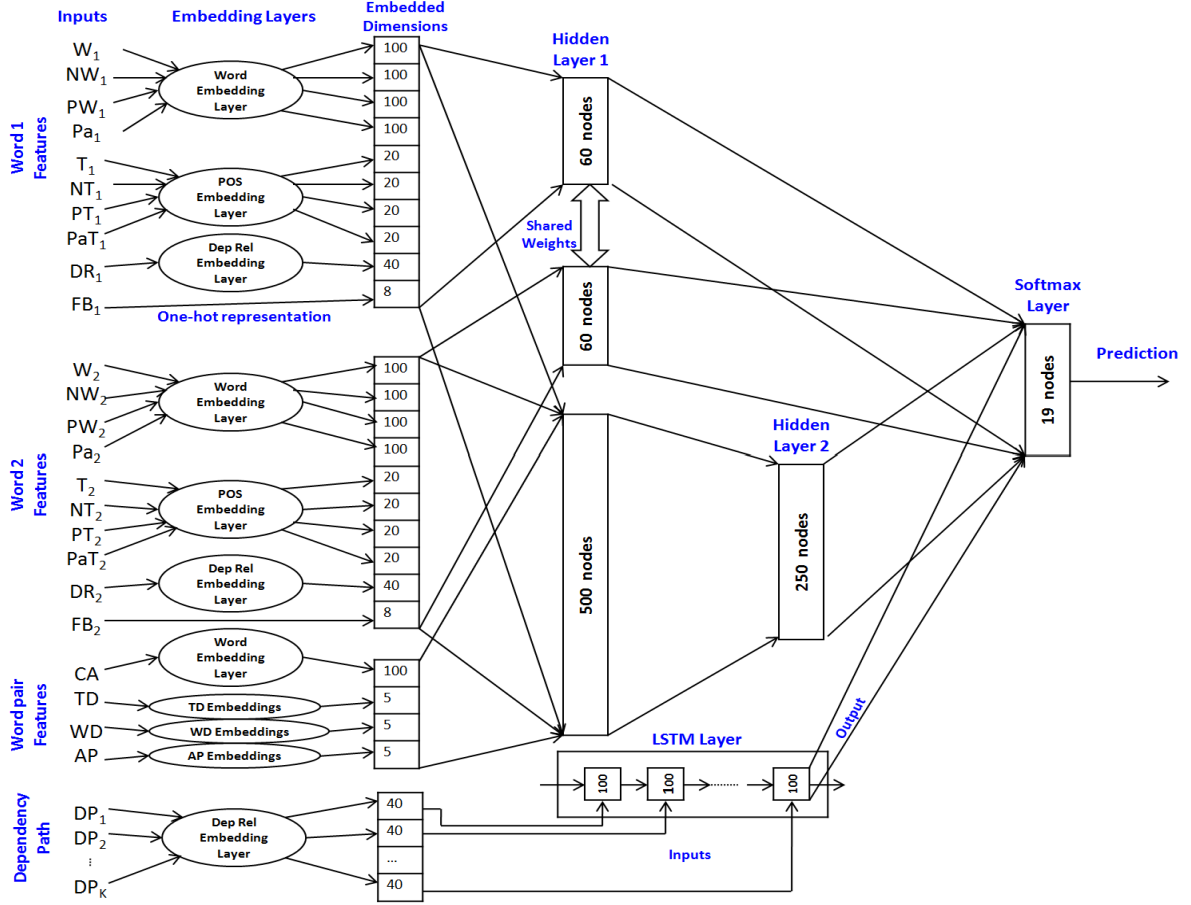 Inputs
Embedding Layers
Embedded
Dimensions
Hidden
Layer 1
Word 1
Features
W1
NW1
PW1
Pa1
Word
Embedding
Layer
100
100
100
100
T1
NT1
PT1
PaT1
POS
Embedding
Layer
20
20
20
20
DR1
Dep Rel
Embedding
Layer
40
FB1
8
One-hot representation
60 nodes
Shared
Weights
60 nodes
Word 2
Features
W2
NW2
PW2
Pa2
Word
Embedding
Layer
100
100
100
100
T2
NT2
PT2
PaT2
POS
Embedding
Layer
20
20
20
20
DR2
Dep Rel
Embedding
Layer
40
FB2
8
500 nodes
Hidden
Layer 2
250 nodes
Softmax
Layer
19 nodes
Prediction
Word pair
Features
CA
Word
Embedding
Layer
100
TD
TD Embeddings
5
WD
WD Embeddings
5
AP
AP Embeddings
5
LSTM Layer
100
100
.........
100
Output
Dependency
Path
DP1
DP2
⋮
DPK
Dep Rel
Embedding
Layer
40
40
...
40
Inputs